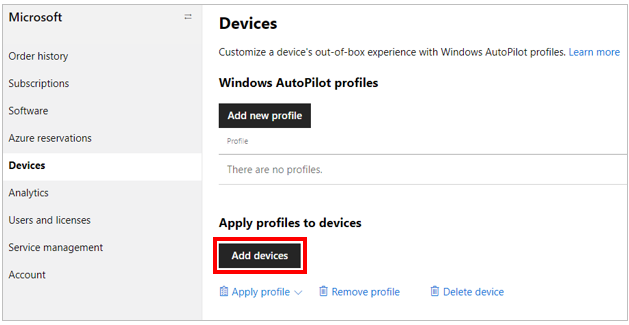 Microsoft
Order history
Subscriptions
Software
Azure reservations
Devices
Analytics
Users and licenses
Service management
Account
Devices
Customize a device's out-of-box experience with Windows AutoPilot profiles. Learn more
Windows AutoPilot profiles
Add new profile
Profile
There are no profiles.
Apply profiles to devices
Add devices
Apply profile Remove profile Delete device